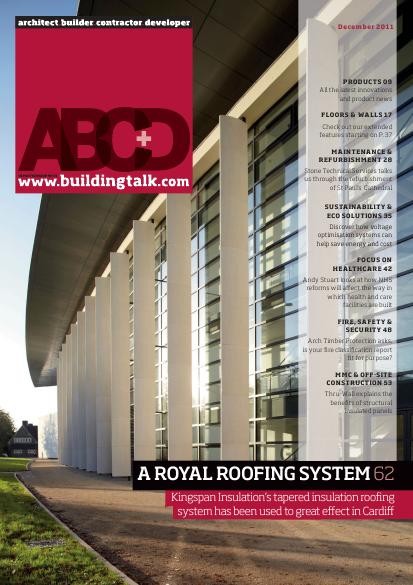 architect builder contractor developer
ABCD+
www.buildingtalk.com
December 2011
PRODUCTS 09
All the latest innovations
and product news
FLOORS & WALLS 17
Check out our extended
features starting on P.37
MAINTENANCE &
REFURBISHMENT 28
Stone Technical Services talks
us through the refurbishment
of St Paul's Cathedral
SUSTAINABILITY &
ECO SOLUTIONS 35
Discover how voltage
optimisation systems can
help save energy and cost
FOCUS ON
HEALTHCARE 42
Andy Stuart looks at how NHS
reforms will affect the way in
which health and care
facilities are built
FIRE, SAFETY &
SECURITY 48
Arch Timber Protection asks,
is your fire classification report
fit for purpose?
MMC & OFF-SITE
CONSTRUCTION 53
Thru-Wall explains the
benefits of structural
insulated panels
A ROYAL ROOFING SYSTEM 62
Kingspan Insulation's tapered insulation roofing
system has been used to great effect in Cardiff